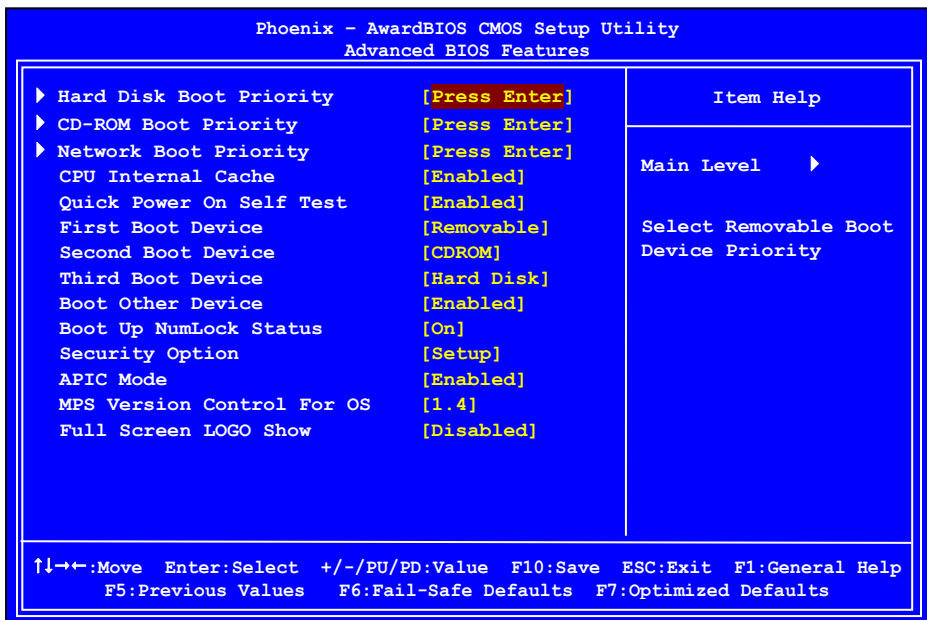 Phoenix – AwardBIOS CMOS Setup Utility
Advanced BIOS Features
Hard Disk Boot Priority [Press Enter]
CD-ROM Boot Priority [Press Enter]
Network Boot Priority [Press Enter]
CPU Internal Cache [Enabled]
Quick Power On Self Test [Enabled]
First Boot Device [Removable]
Second Boot Device [CDROM]
Third Boot Device [Hard Disk]
Boot Other Device [Enabled]
Boot Up NumLock Status [On]
Security Option [Setup]
APIC Mode [Enabled]
MPS Version Control For OS [1.4]
Full Screen LOGO Show [Disabled]
Item Help
Main Level
Select Removable Boot
Device Priority
↑↓→←:Move Enter:Select +/-/PU/PD:Value F10:Save ESC:Exit F1:General Help
F5:Previous Values F6:Fail-Safe Defaults F7:Optimized Defaults